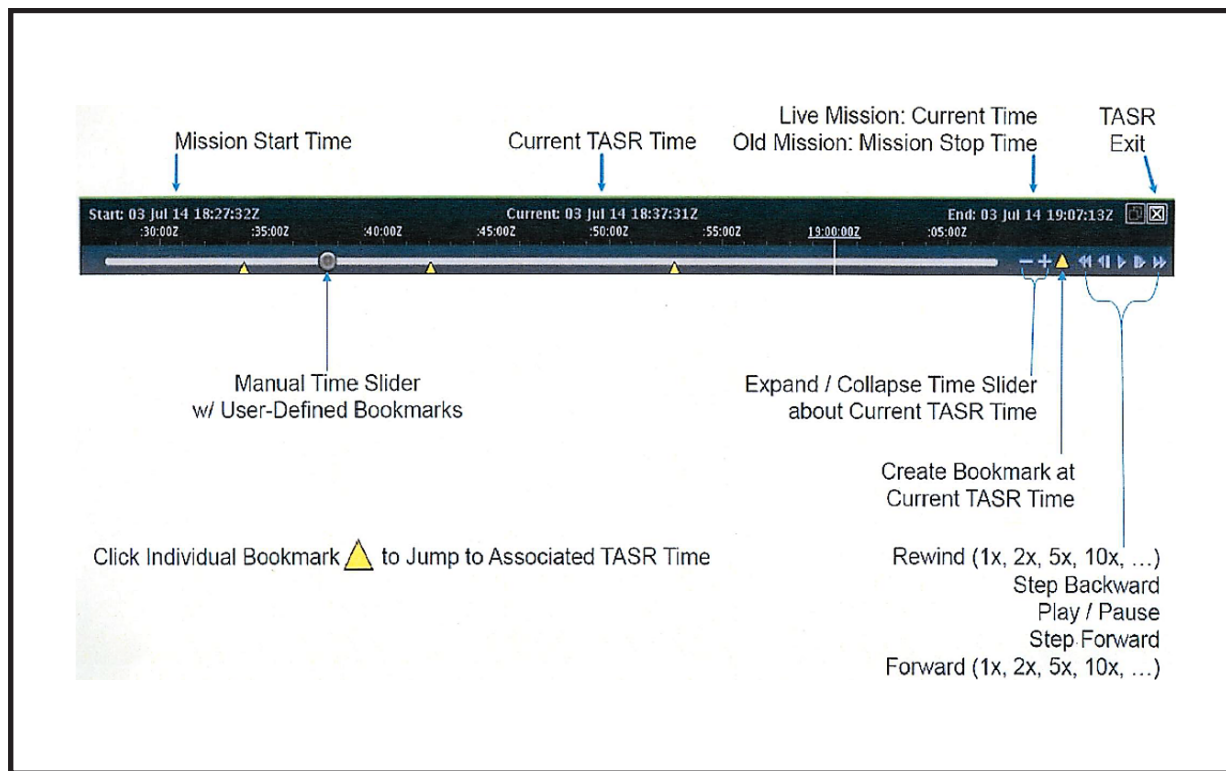 Live Mission: Current Time
TASR
Mission Start Time
Current TASR Time
Old Mission: Mission Stop Time
Exit
Start: 03 Jul 14 18:27:32Z
Current: 03 Jul 14 18:37:31Z
End: 03 Jul 14 19:07:13Z
:30:00Z :35:00Z :40:00Z :45:00Z :50:00Z :55:00Z 19:00:00Z :05:00Z
Manual Time Slider
w/ User-Defined Bookmarks
Expand / Collapse Time Slider
about Current TASR Time
Create Bookmark at
Current TASR Time
Click Individual Bookmark to Jump to Associated TASR Time
Rewind (1x, 2x, 5x, 10x, ...)
Step Backward
Play / Pause
Step Forward
Forward (1x, 2x, 5x, 10x, ...)